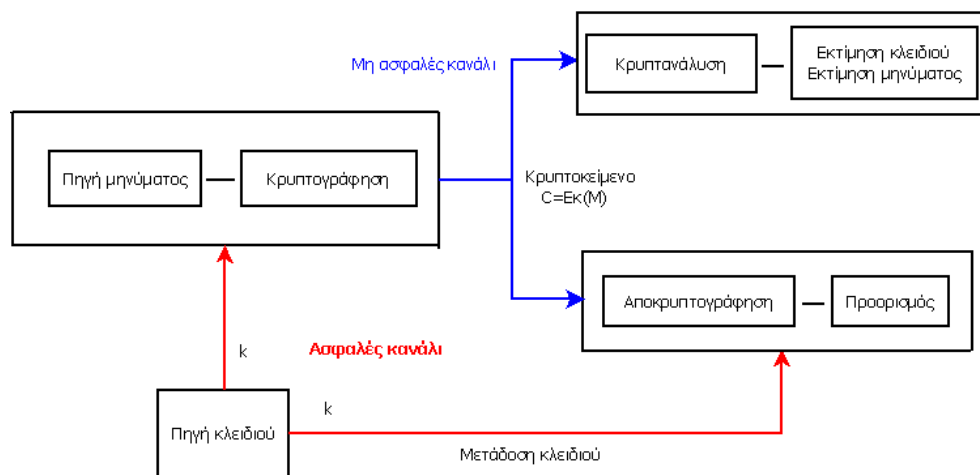 Μη ασφαλές κανάλι
Κρυπτανάλυση
Εκτίμηση κλειδιού
Εκτίμηση μηνύματος
Πηγή μηνύματος
Κρυπτογράφηση
Κρυπτοκείμενο
C=Eκ(M)
Αποκρυπτογράφηση
Προορισμός
k
Ασφαλές κανάλι
k
Πηγή κλειδιού
Μετάδοση κλειδιού